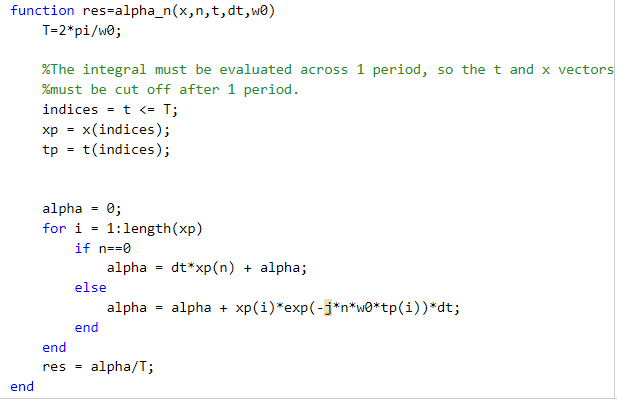 function res=alpha_n(x,n,t,dt,w0)
    T=2*pi/w0;
    %The integral must be evaluated across 1 period, so the t and x vectors
    %must be cut off after 1 period.
    indices = t <= T;
    xp = x(indices);
    tp = t(indices);
    alpha = 0;
    for i = 1:length(xp)
        if n==0
            alpha = dt*xp(n) + alpha;
        else
            alpha = alpha + xp(i)*exp(-j*n*w0*tp(i))*dt;
        end
    end
    res = alpha/T;
end